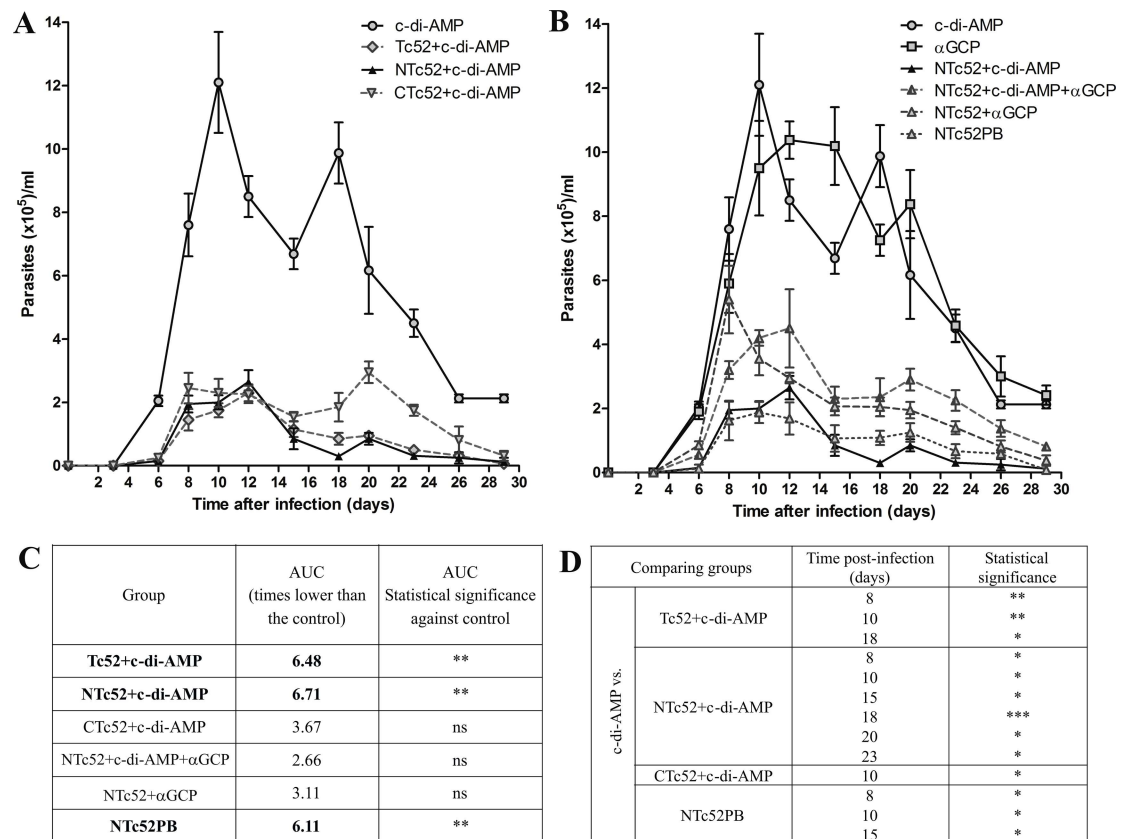 A
14
12
10
8
6
4
2
0
Parasites (x10⁵)/ml
2 4 6 8 10 12 14 16 18 20 22 24 26 28 30
Time after infection (days)
c-di-AMP
Tc52+c-di-AMP
NTc52+c-di-AMP
CTc52+c-di-AMP
B
14
12
10
8
6
4
2
0
Parasites (x10⁵)/ml
2 4 6 8 10 12 14 16 18 20 22 24 26 28 30
Time after infection (days)
c-di-AMP
αGCP
NTc52+c-di-AMP
NTc52+c-di-AMP+αGCP
NTc52+αGCP
NTc52PB
C
Group
AUC
(times lower than
the control)
AUC
Statistical significance
against control
Tc52+c-di-AMP 6.48 **
NTc52+c-di-AMP 6.71 **
CTc52+c-di-AMP 3.67 ns
NTc52+c-di-AMP+αGCP 2.66 ns
NTc52+αGCP 3.11 ns
NTc52PB 6.11 **
D
Comparing groups
Time post-infection
(days)
Statistical
significance
c-di-AMP vs.
Tc52+c-di-AMP
8 **
10 **
18 *
NTc52+c-di-AMP
8 *
10 *
15 *
18 ***
20 *
23 *
CTc52+c-di-AMP 10 *
NTc52PB
8 *
10 *
15 *